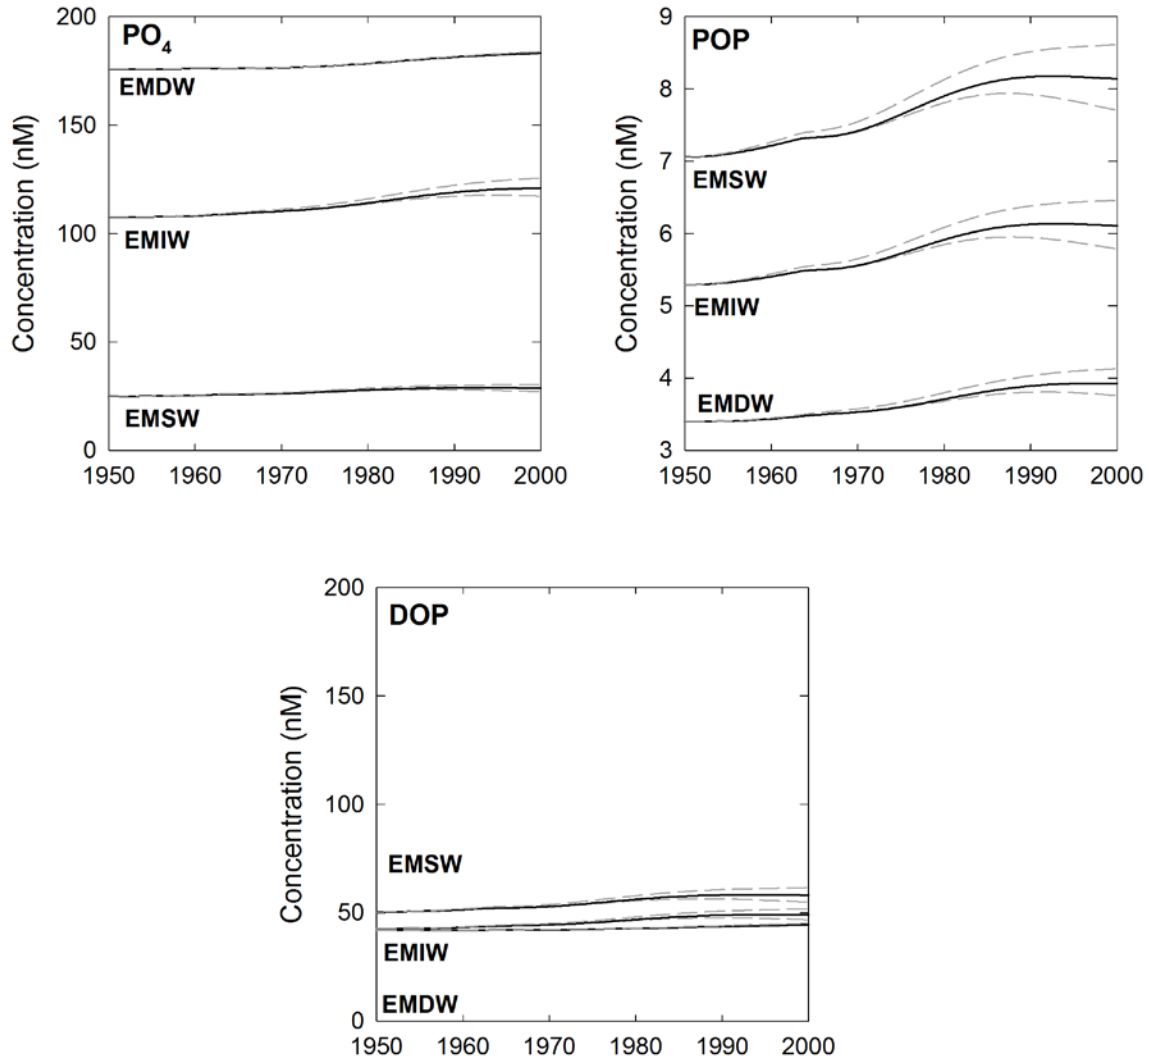 PO4
Concentration (nM)
200
150
100
50
0
EMDW
EMIW
EMSW
1950 1960 1970 1980 1990 2000
POP
Concentration (nM)
9
8
7
6
5
4
3
EMSW
EMIW
EMDW
1950 1960 1970 1980 1990 2000
DOP
Concentration (nM)
200
150
100
50
0
EMSW
EMIW
EMDW
1950 1960 1970 1980 1990 2000